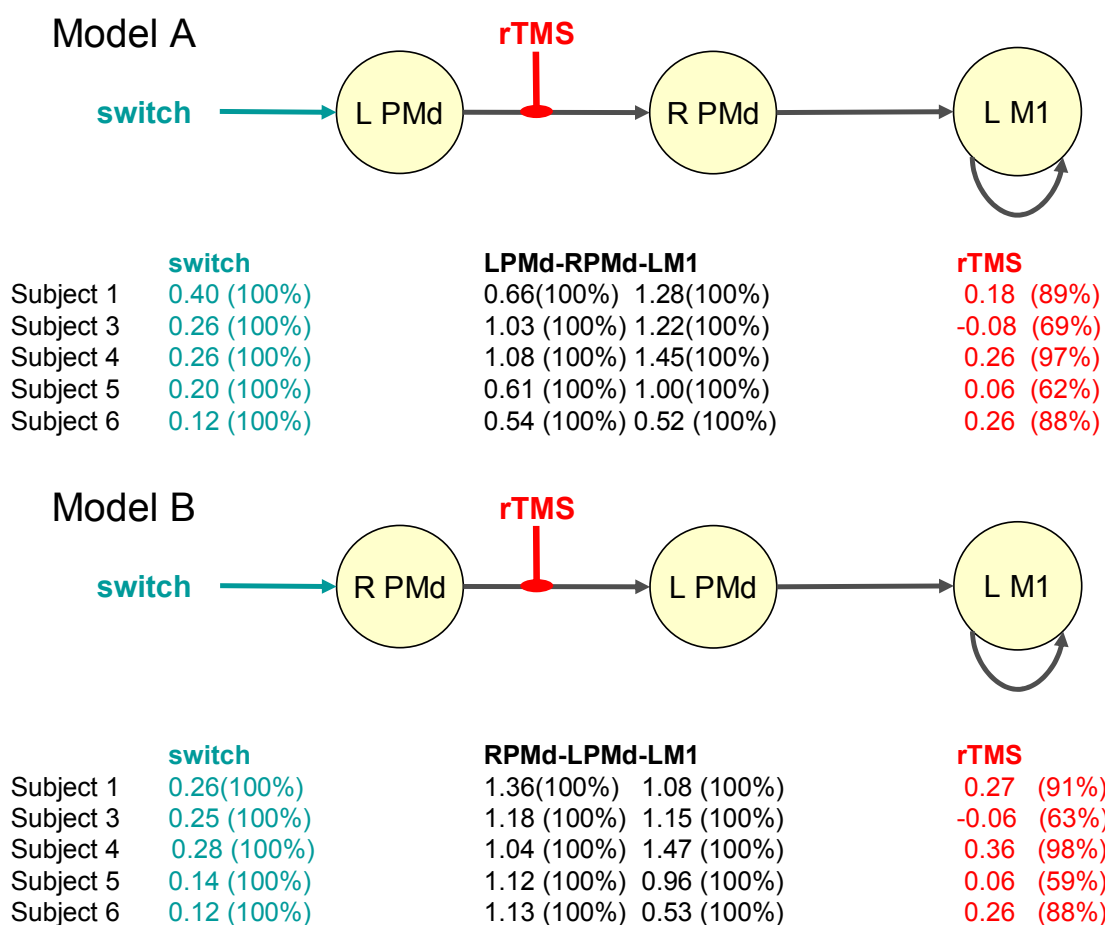 Model A
rTMS
switch L PMd R PMd L M1
switch LPMd-RPMd-LM1 rTMS
Subject 1 0.40 (100%) 0.66(100%) 1.28(100%) 0.18 (89%)
Subject 3 0.26 (100%) 1.03 (100%) 1.22(100%) -0.08 (69%)
Subject 4 0.26 (100%) 1.08 (100%) 1.45(100%) 0.26 (97%)
Subject 5 0.20 (100%) 0.61 (100%) 1.00(100%) 0.06 (62%)
Subject 6 0.12 (100%) 0.54 (100%) 0.52 (100%) 0.26 (88%)
Model B
rTMS
switch R PMd L PMd L M1
switch RPMd-LPMd-LM1 rTMS
Subject 1 0.26(100%) 1.36(100%) 1.08 (100%) 0.27 (91%)
Subject 3 0.25 (100%) 1.18 (100%) 1.15 (100%) -0.06 (63%)
Subject 4 0.28 (100%) 1.04 (100%) 1.47 (100%) 0.36 (98%)
Subject 5 0.14 (100%) 1.12 (100%) 0.96 (100%) 0.06 (59%)
Subject 6 0.12 (100%) 1.13 (100%) 0.53 (100%) 0.26 (88%)